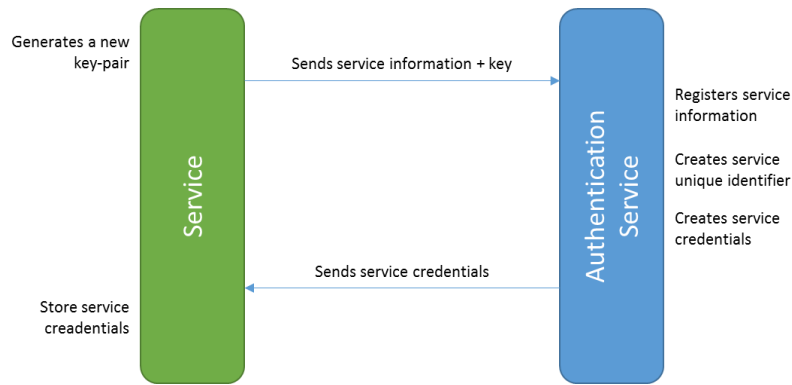 Generates a new
key-pair
Sends service information + key
Registers service
information
Service
Authentication
Service
Creates service
unique identifier
Creates service
credentials
Sends service credentials
Store service
creadentials